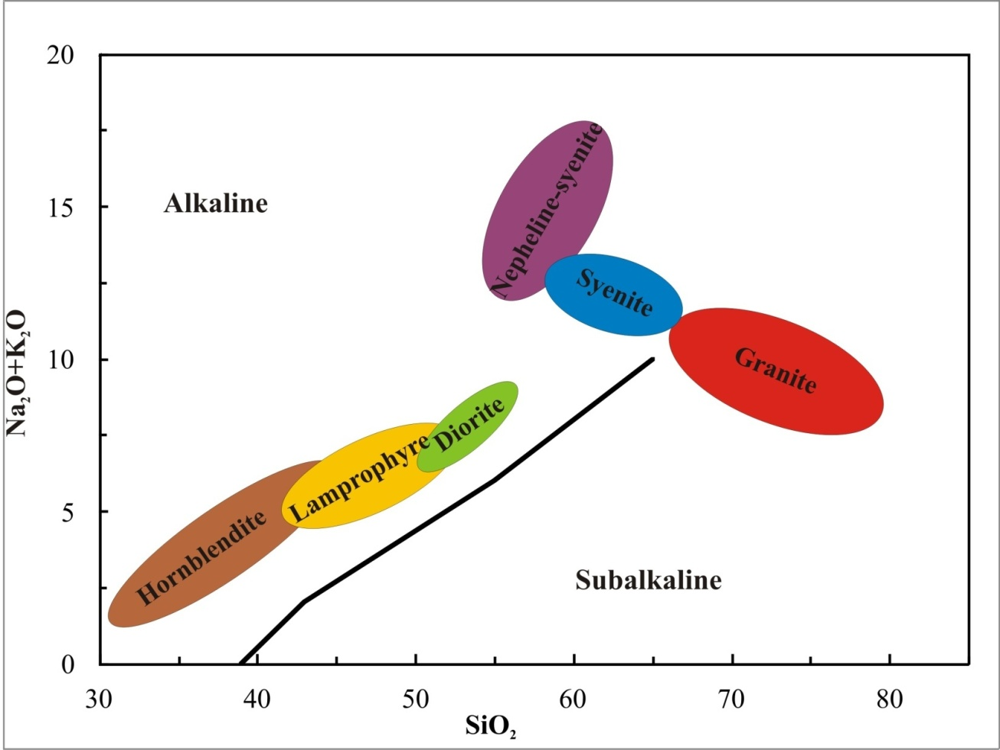 20
15
10
5
0
Na₂O+K₂O
Alkaline
Nepheline-syenite
Syenite
Granite
Diorite
Lamprophyre
Hornblendite
Subalkaline
30 40 50 60 70 80
SiO₂